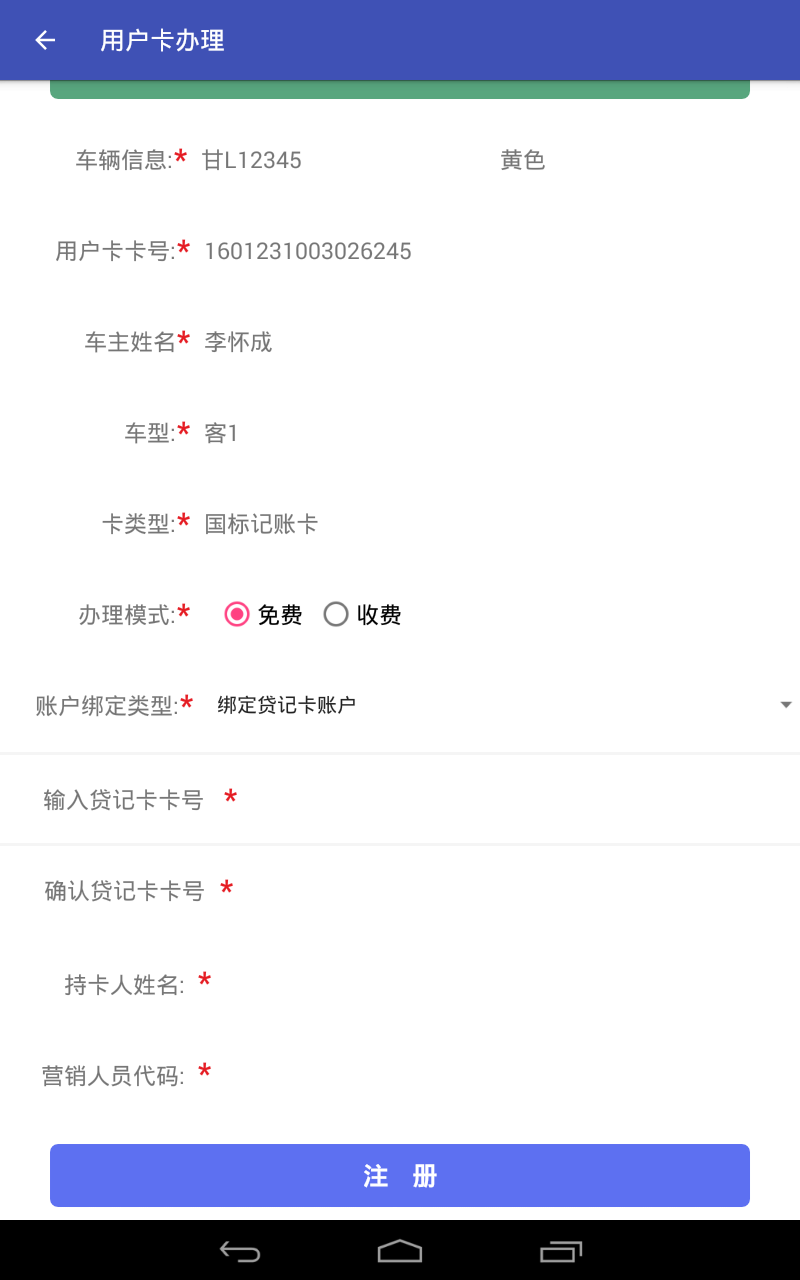 用户卡办理
车辆信息:* 甘L12345 黄色
用户卡卡号:* 1601231003026245
车主姓名* 李怀成
车型:* 客1
卡类型:* 国标记账卡
办理模式:* 免费 收费
账户绑定类型:* 绑定贷记卡账户
输入贷记卡卡号 *
确认贷记卡卡号 *
持卡人姓名: *
营销人员代码: *
注 册